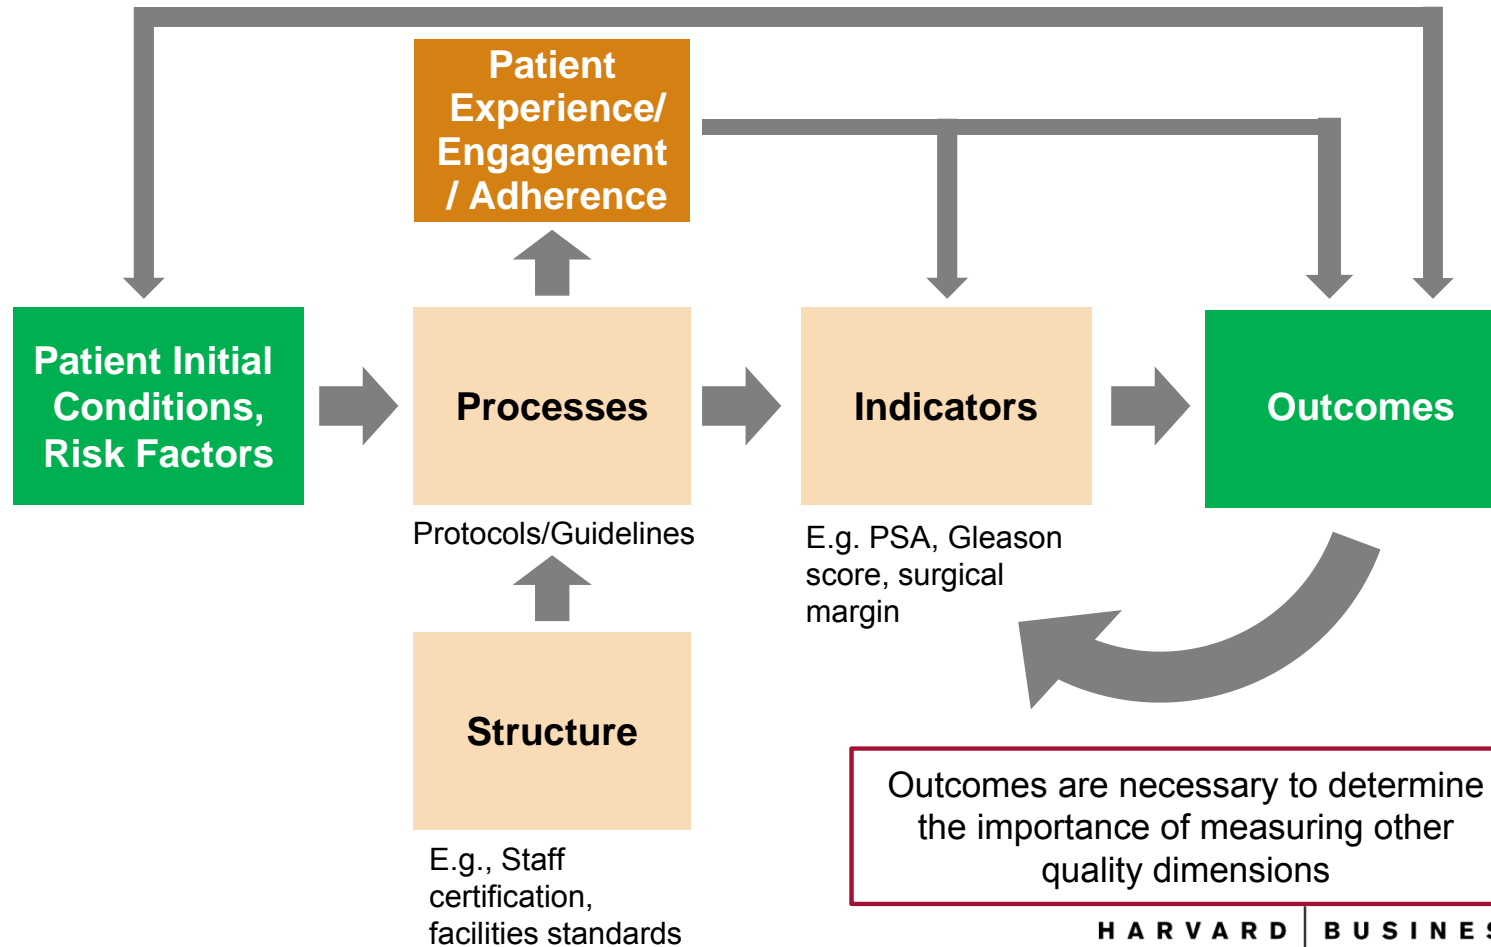 Patient
Experience/
Engagement
/ Adherence
Patient Initial
Conditions,
Risk Factors
Processes
Indicators
Outcomes
Protocols/Guidelines
E.g. PSA, Gleason
score, surgical
margin
Structure
E.g., Staff
certification,
facilities standards
Outcomes are necessary to determine
the importance of measuring other
quality dimensions
HARVARD | BUSINES